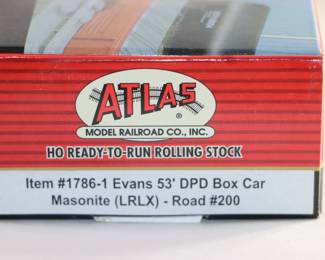 ATLAS
®
MODEL RAILROAD CO., INC.
HO READY-TO-RUN ROLLING STOCK
Item #1786-1 Evans 53' DPD Box Car
Masonite (LRLX) - Road #200